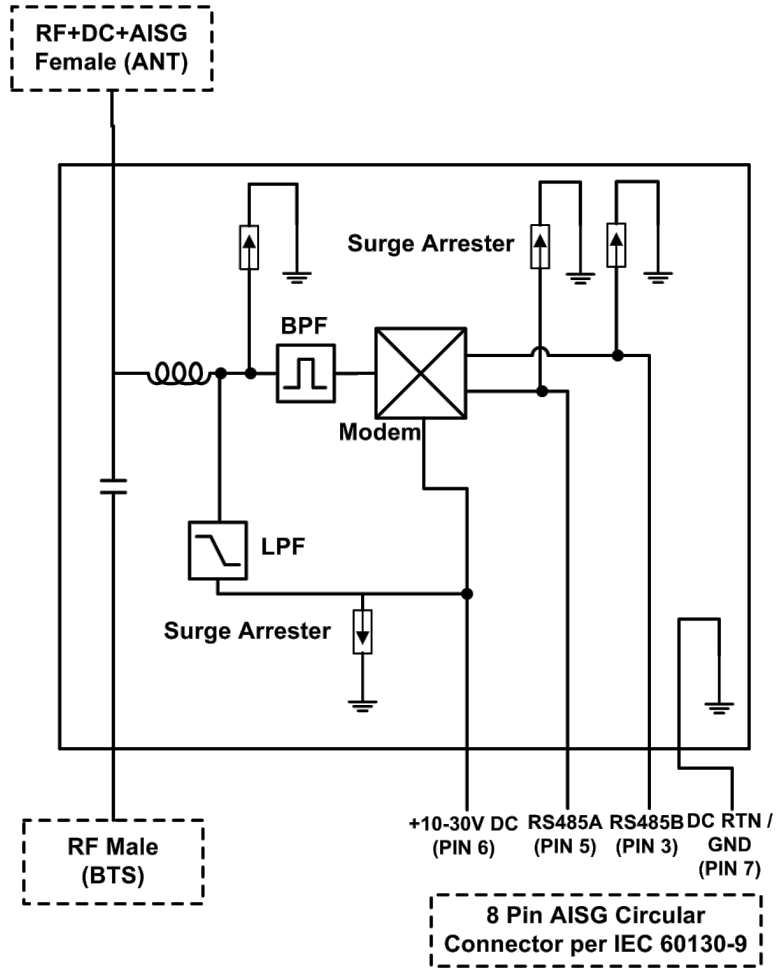 RF+DC+AISG
Female (ANT)
Surge Arrester
BPF
Modem
LPF
Surge Arrester
+10-30V DC
(PIN 6)
RS485A
(PIN 5)
RS485B
(PIN 3)
DC RTN /
GND
(PIN 7)
RF Male
(BTS)
8 Pin AISG Circular
Connector per IEC 60130-9